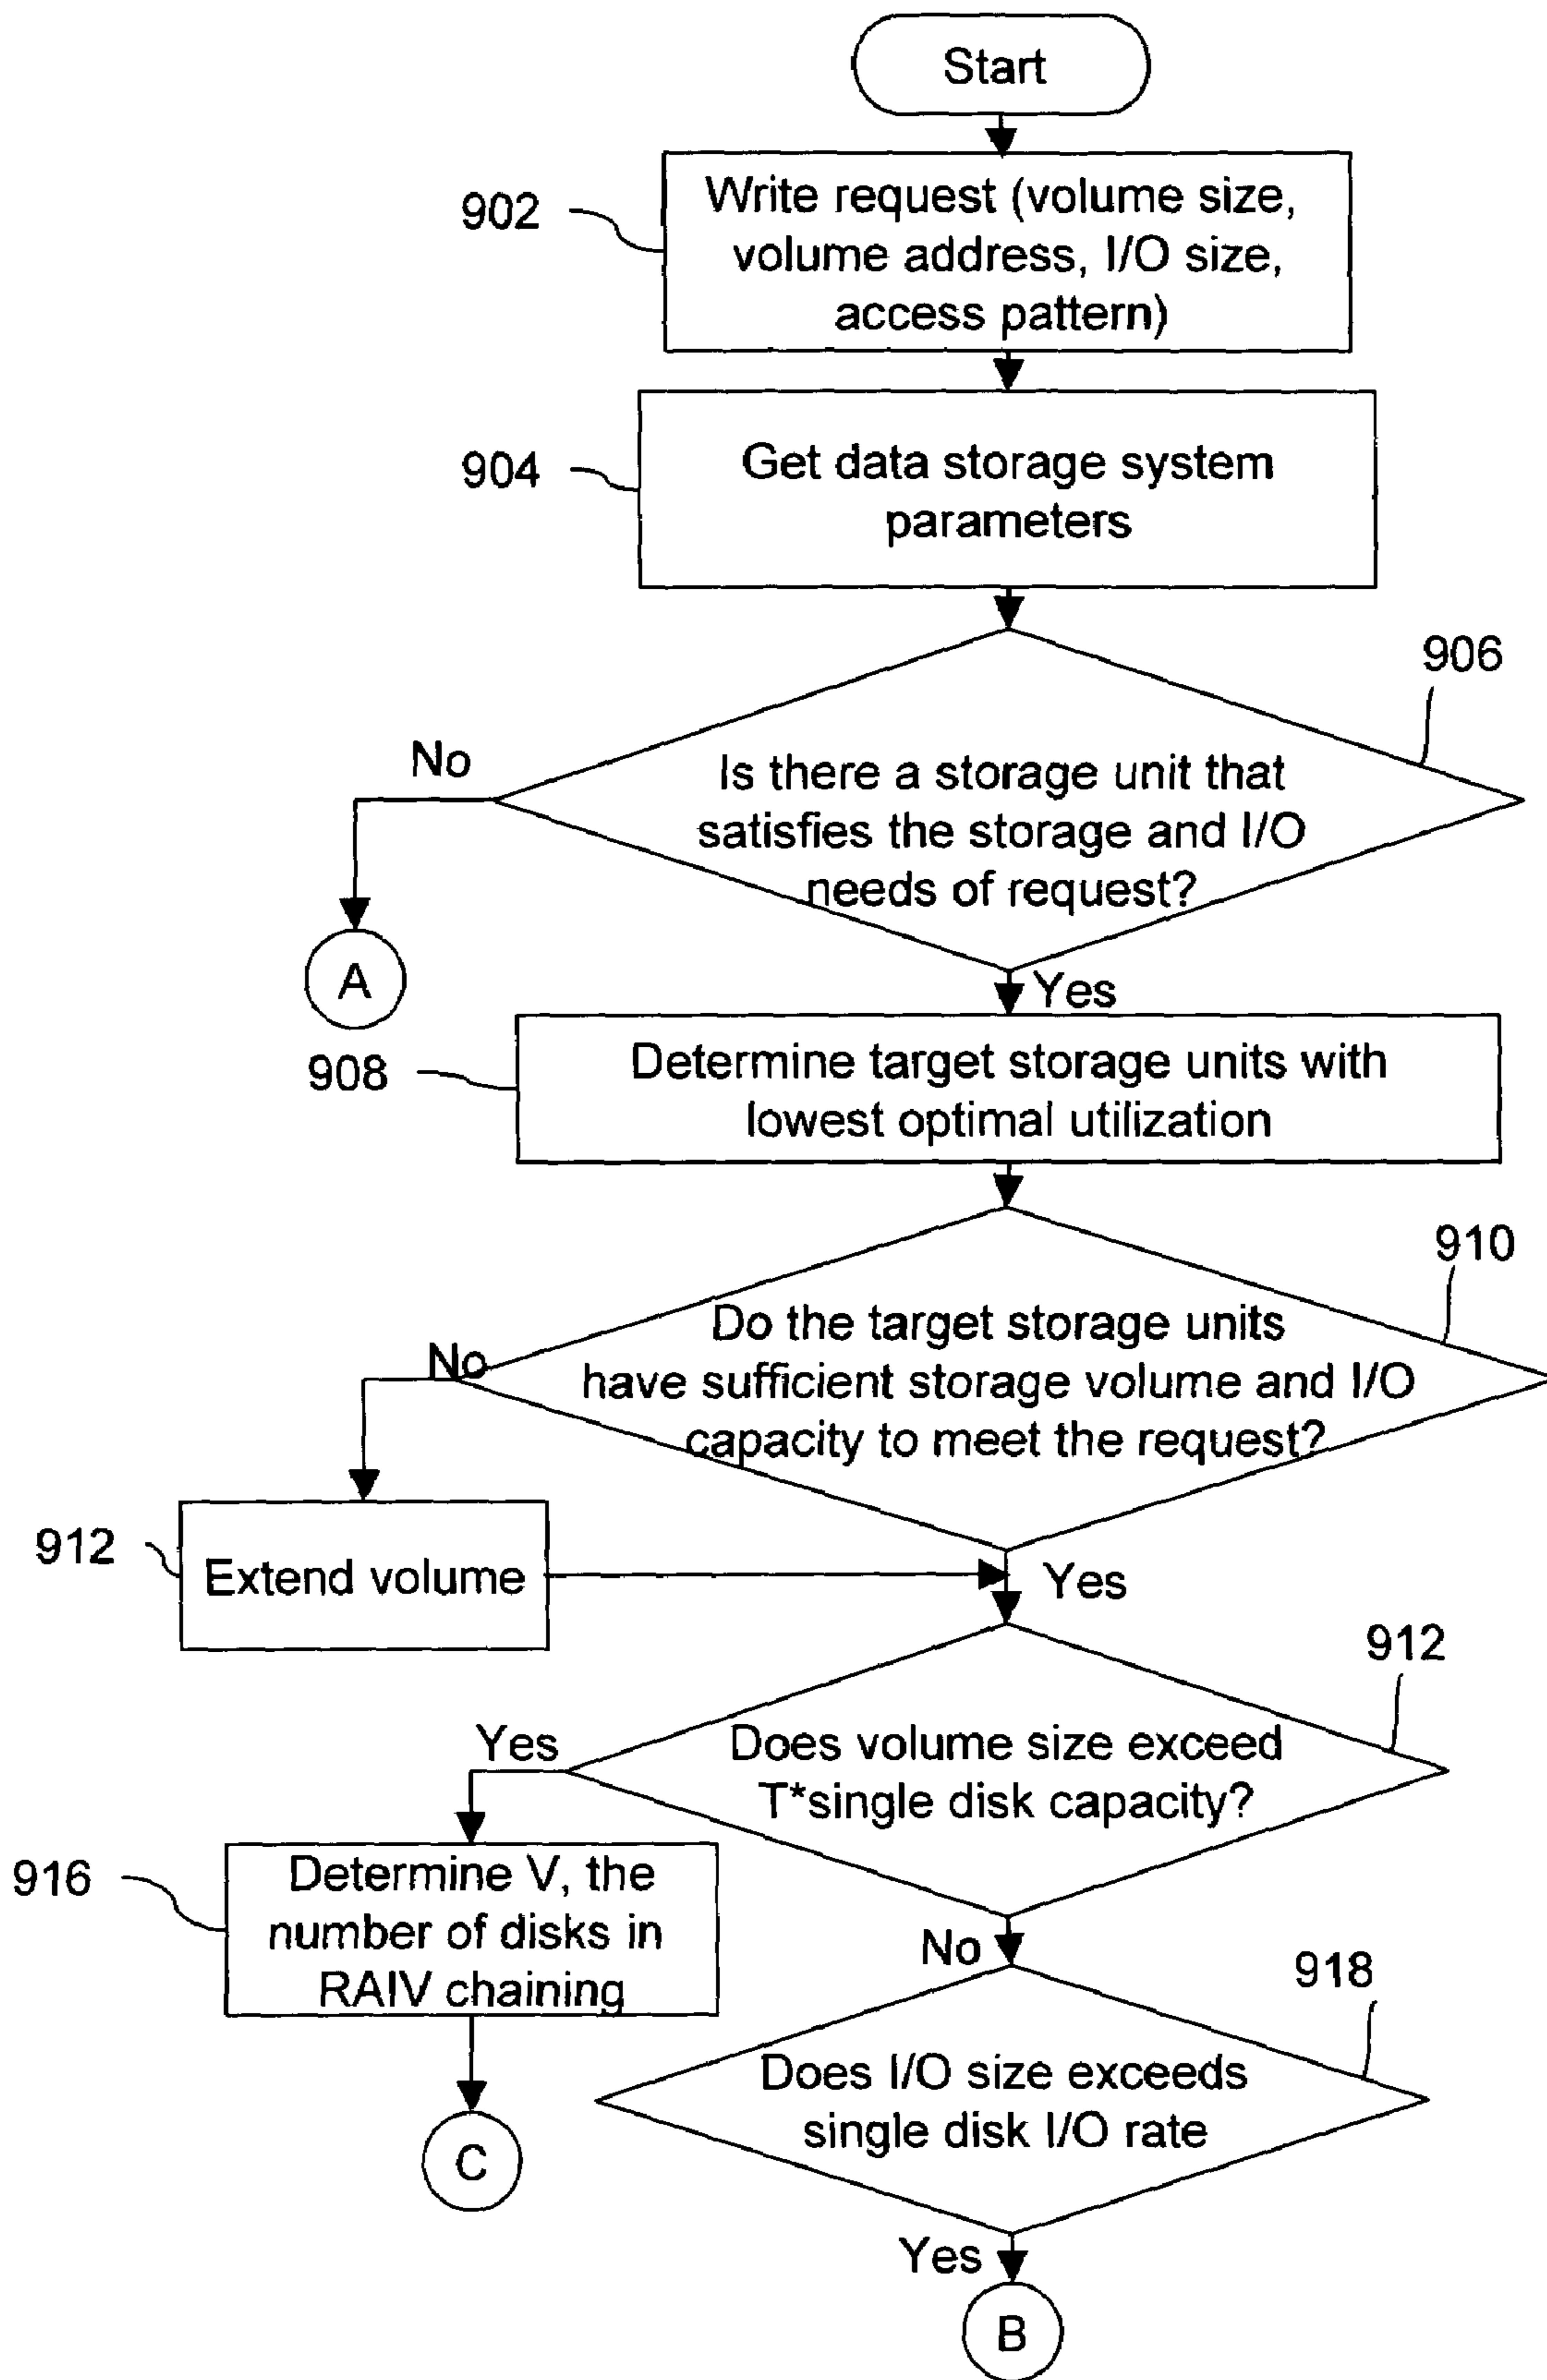 Start
902
Write request (volume size,
volume address, I/O size,
access pattern)
904
Get data storage system
parameters
906
No
Is there a storage unit that
satisfies the storage and I/O
needs of request?
A
Yes
908
Determine target storage units with
lowest optimal utilization
910
No
Do the target storage units
have sufficient storage volume and I/O
capacity to meet the request?
912
Extend volume
Yes
912
Yes
Does volume size exceed
T*single disk capacity?
916
Determine V, the
number of disks in
RAIV chaining
No
918
Does I/O size exceeds
single disk I/O rate
C
Yes
B